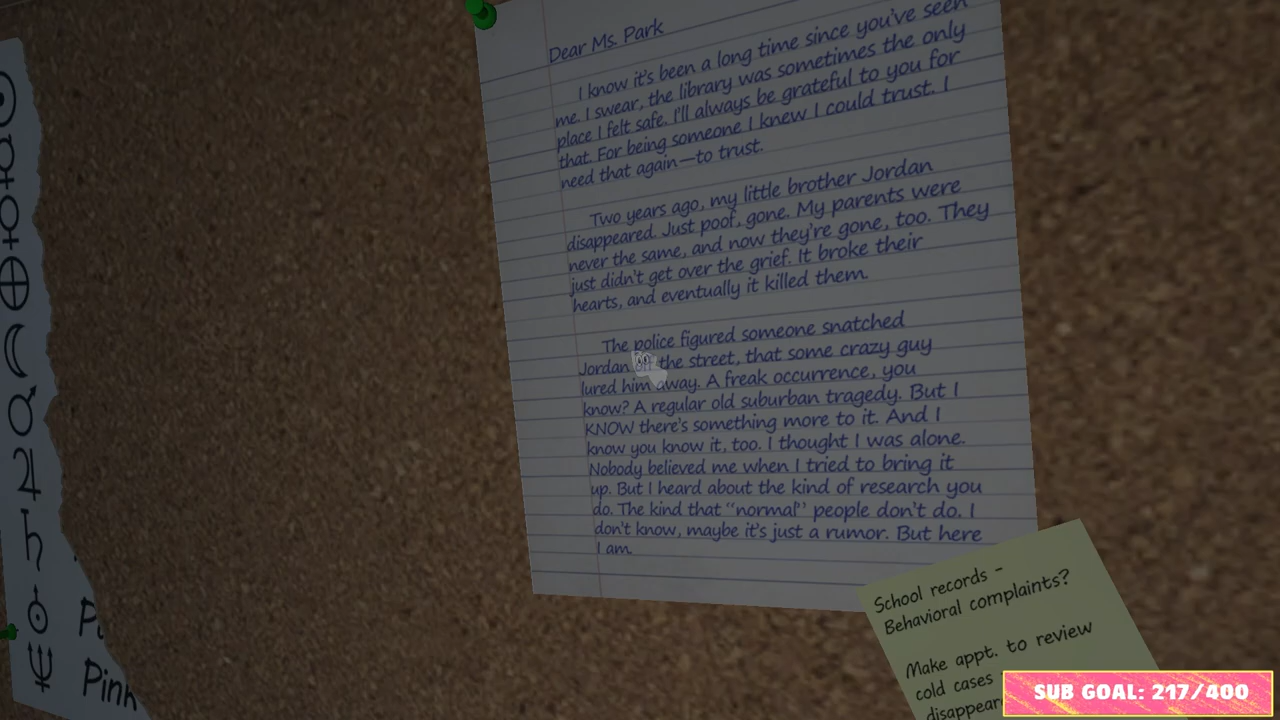 Dear Ms. Park
I know it's been a long time since you've seen
me. I swear, the library was sometimes the only
place I felt safe. I'll always be grateful to you for
that. For being someone I knew I could trust. I
need that again—to trust.
Two years ago, my little brother Jordan
disappeared. Just poof, gone. My parents were
never the same, and now they're gone, too. They
just didn't get over the grief. It broke their
hearts, and eventually it killed them.
The police figured someone snatched
Jordan off the street, that some crazy guy
lured him away. A freak occurrence, you
know? A regular old suburban tragedy. But I
KNOW there's something more to it. And I
know you know it, too. I thought I was alone.
Nobody believed me when I tried to bring it
up. But I heard about the kind of research you
do. The kind that "normal" people don't do. I
don't know, maybe it's just a rumor. But here
I am.
School records -
Behavioral complaints?
Make appt. to review
cold cases
Pink
SUB GOAL: 217/400